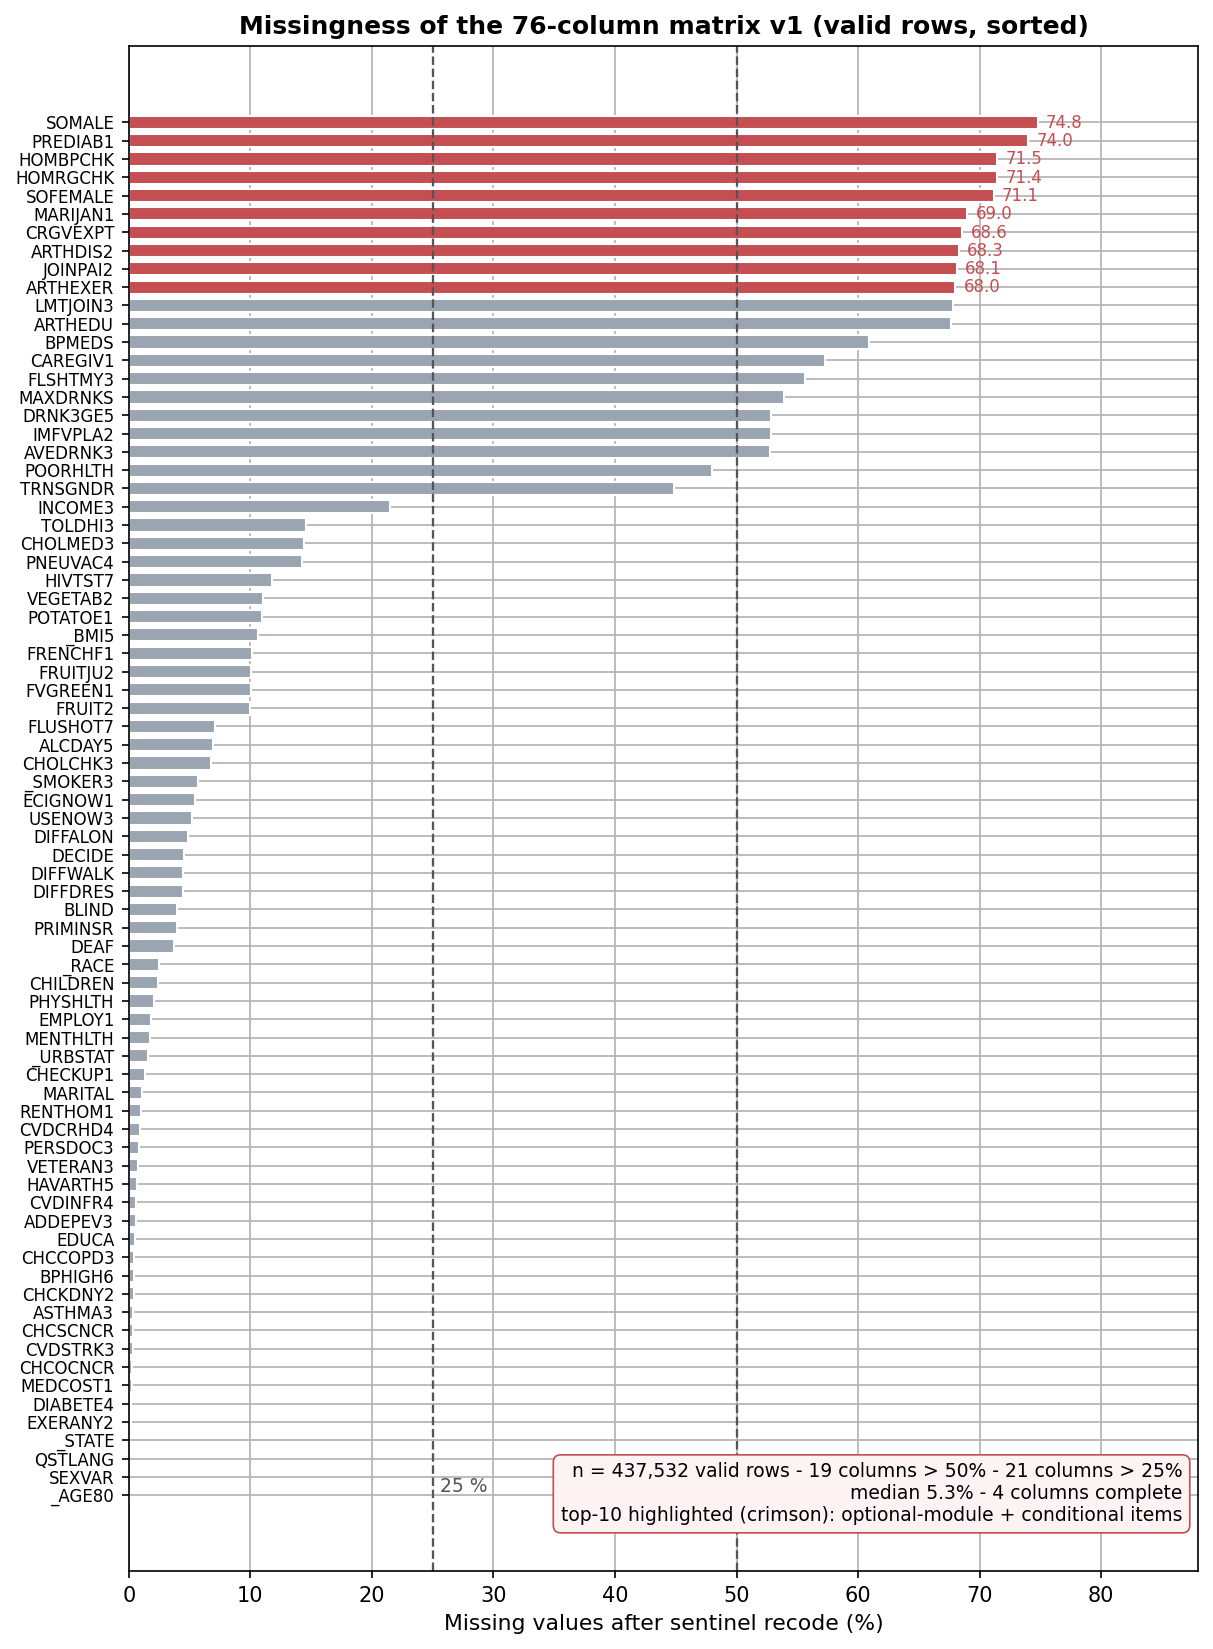 Missingness of the 76-column matrix v1 (valid rows, sorted)
SOMALE 74.8
PREDIAB1 74.0
HOMBPCHK 71.5
HOMRGCHK 71.4
SOFEMALE 71.1
MARIJAN1 69.0
CRGVEXPT 68.6
ARTHDIS2 68.3
JOINPAI2 68.1
ARTHEXER 68.0
LMTJOIN3
ARTHEDU
BPMEDS
CAREGIV1
FLSHTMY3
MAXDRNKS
DRNK3GE5
IMFVPLA2
AVEDRNK3
POORHLTH
TRNSGNDR
INCOME3
TOLDHI3
CHOLMED3
PNEUVAC4
HIVTST7
VEGETAB2
POTATOE1
_BMI5
FRENCHF1
FRUITJU2
FVGREEN1
FRUIT2
FLUSHOT7
ALCDAY5
CHOLCHK3
_SMOKER3
ECIGNOW1
USENOW3
DIFFALON
DECIDE
DIFFWALK
DIFFDRES
BLIND
PRIMINSR
DEAF
_RACE
CHILDREN
PHYSHLTH
EMPLOY1
MENTHLTH
_URBSTAT
CHECKUP1
MARITAL
RENTHOM1
CVDCRHD4
PERSDOC3
VETERAN3
HAVARTH5
CVDINFR4
ADDEPEV3
EDUCA
CHCCOPD3
BPHIGH6
CHCKDNY2
ASTHMA3
CHCSCNCR
CVDSTRK3
CHCOCNCR
MEDCOST1
DIABETE4
EXERANY2
_STATE
QSTLANG
SEXVAR
_AGE80
25 %
n = 437,532 valid rows - 19 columns > 50% - 21 columns > 25%
median 5.3% - 4 columns complete
top-10 highlighted (crimson): optional-module + conditional items
0 10 20 30 40 50 60 70 80
Missing values after sentinel recode (%)